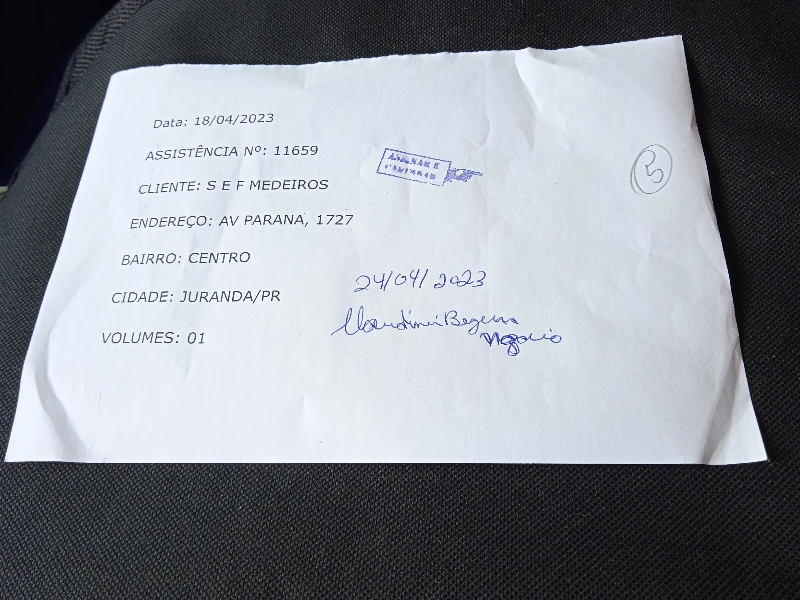 Data: 18/04/2023
ASSISTÊNCIA Nº: 11659
CLIENTE: S E F MEDEIROS
ENDEREÇO: AV PARANA, 1727
BAIRRO: CENTRO
CIDADE: JURANDA/PR
VOLUMES: 01
24/04/2023